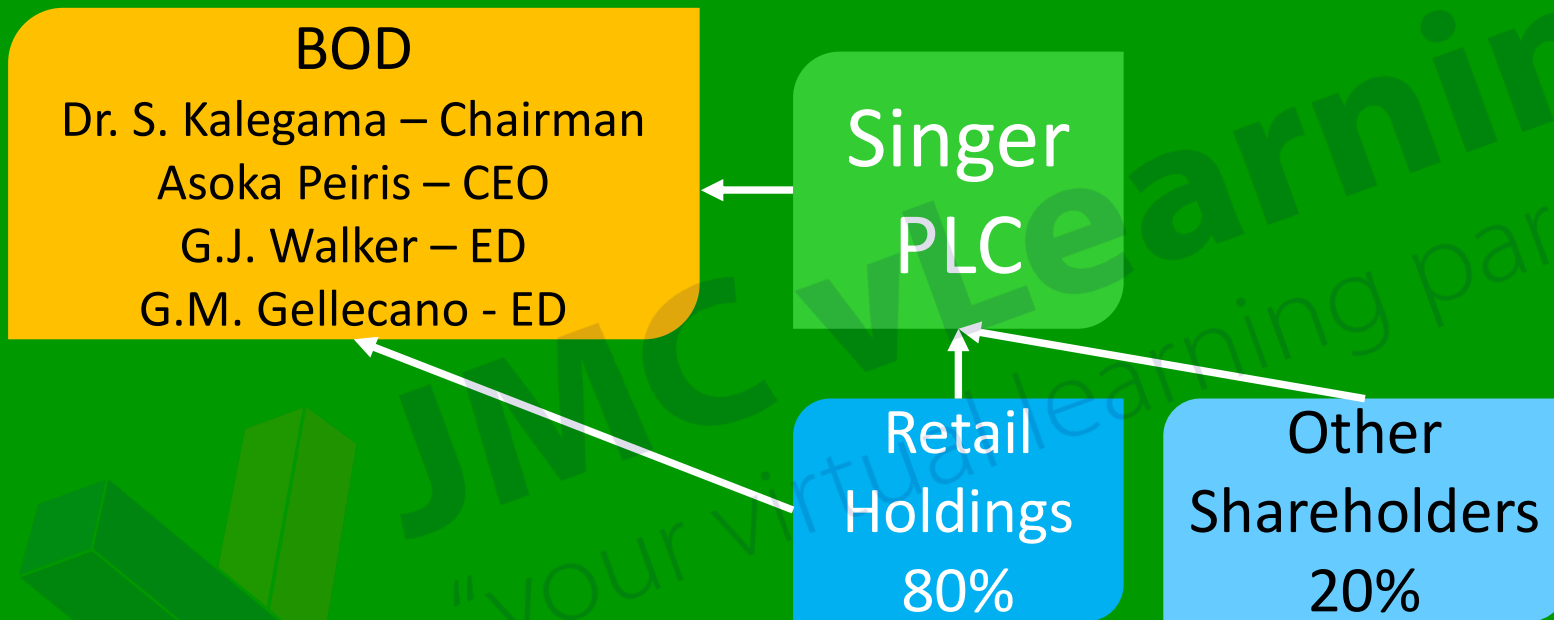 BOD
Dr. S. Kalegama – Chairman
Asoka Peiris – CEO
G.J. Walker – ED
G.M. Gellecano - ED
Singer
PLC
Retail
Holdings
80%
Other
Shareholders
20%
JMC vLearnin
"your virtual learning par